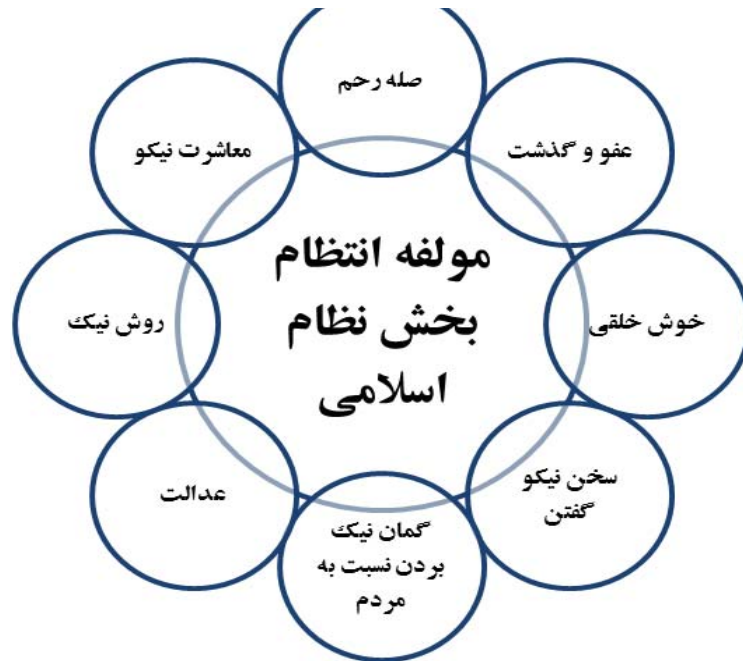 صله رحم
عفو و گذشت
خوش خلقی
سخن نیکو
گفتن
گمان نیک
بردن نسبت به
مردم
عدالت
روش نیک
معاشرت نیکو
مولفه انتظام
بخش نظام
اسلامی